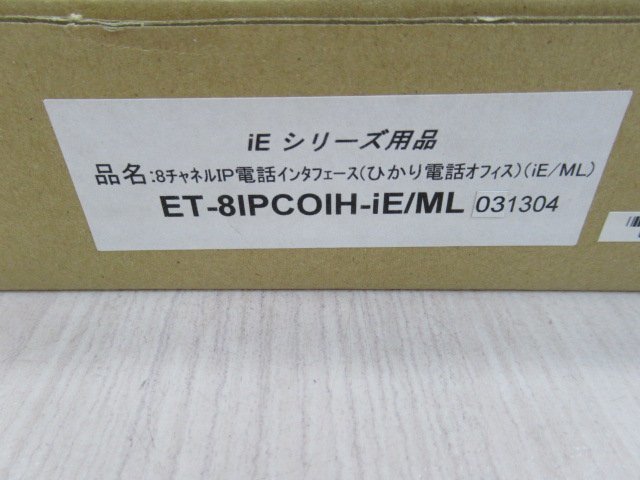 iE シリーズ用品
品名:8チャネルIP電話インタフェース(ひかり電話オフィス)(iE/ML)
ET-8IPCOIH-iE/ML 031304